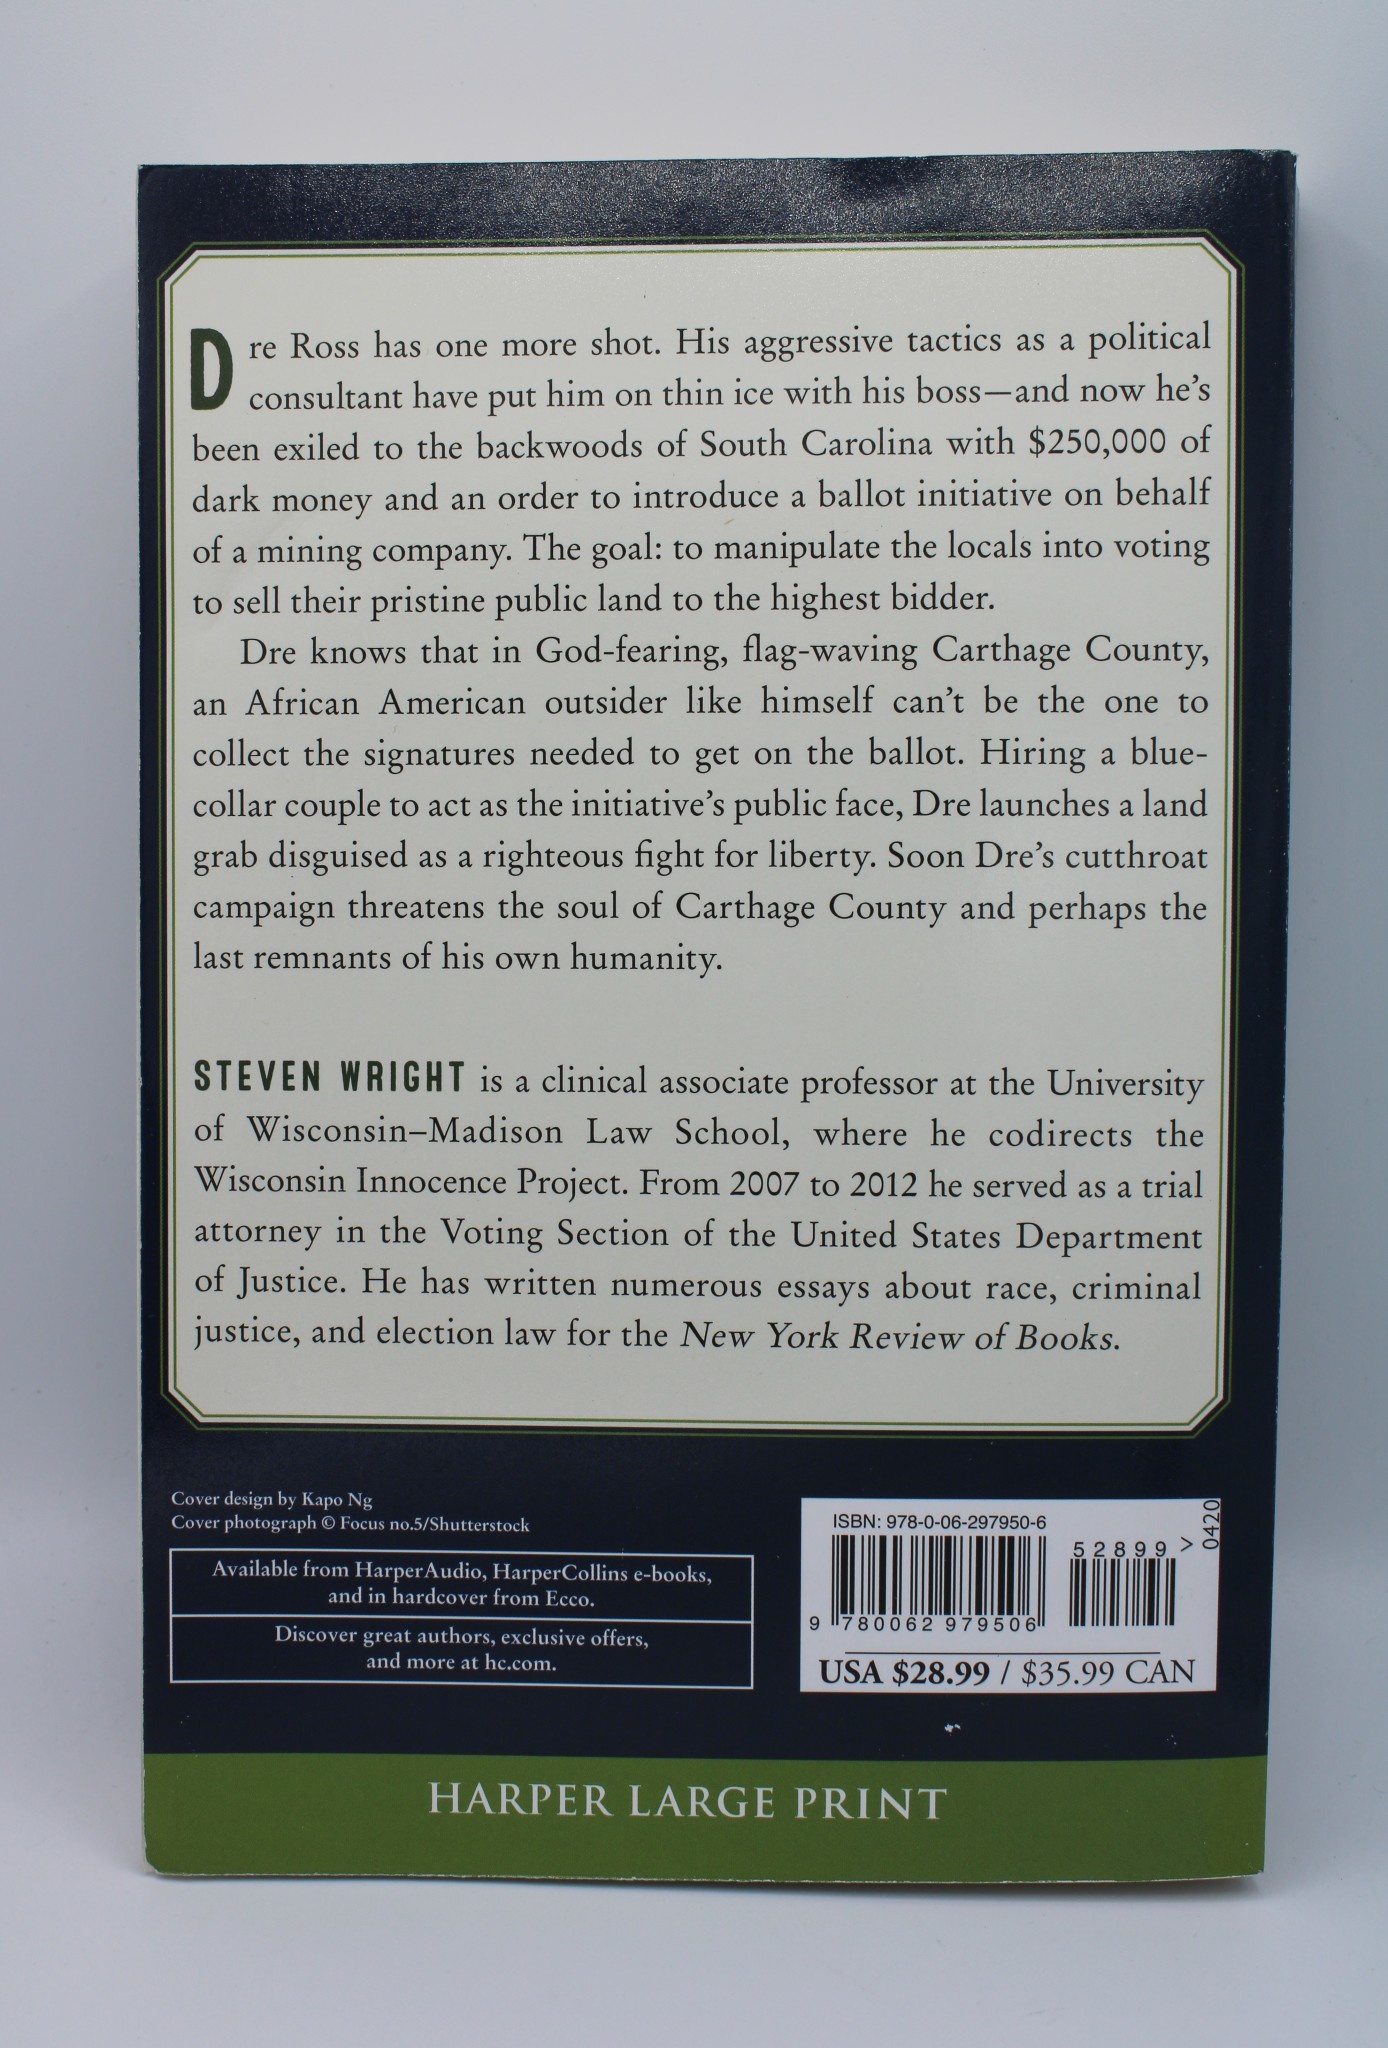 Dre Ross has one more shot. His aggressive tactics as a political
consultant have put him on thin ice with his boss—and now he's
been exiled to the backwoods of South Carolina with $250,000 of
dark money and an order to introduce a ballot initiative on behalf
of a mining company. The goal: to manipulate the locals into voting
to sell their pristine public land to the highest bidder.
Dre knows that in God-fearing, flag-waving Carthage County,
an African American outsider like himself can't be the one to
collect the signatures needed to get on the ballot. Hiring a blue-
collar couple to act as the initiative's public face, Dre launches a land
grab disguised as a righteous fight for liberty. Soon Dre's cutthroat
campaign threatens the soul of Carthage County and perhaps the
last remnants of his own humanity.
STEVEN WRIGHT is a clinical associate professor at the University
of Wisconsin–Madison Law School, where he codirects the
Wisconsin Innocence Project. From 2007 to 2012 he served as a trial
attorney in the Voting Section of the United States Department
of Justice. He has written numerous essays about race, criminal
justice, and election law for the New York Review of Books.
Cover design by Kapo Ng
Cover photograph © Focus no.5/Shutterstock
Available from HarperAudio, HarperCollins e-books,
and in hardcover from Ecco.
Discover great authors, exclusive offers,
and more at hc.com.
ISBN: 978-0-06-297950-6
52899 >
0420
9 780062 979506
USA $28.99 / $35.99 CAN
HARPER LARGE PRINT